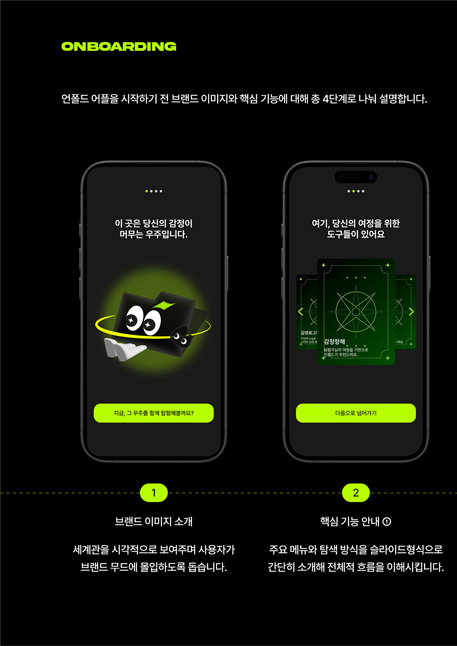 ONBOARDING
언폴드 어플을 시작하기 전 브랜드 이미지와 핵심 기능에 대해 총 4단계로 나눠 설명합니다.
이 곳은 당신의 감정이
머무는 우주입니다.
지금, 그 우주를 함께 탐험해볼까요?
여기, 당신의 여정을 위한
도구들이 있어요
감정항해
다음으로 넘어가기
1
브랜드 이미지 소개
세계관을 시각적으로 보여주며 사용자가
브랜드 무드에 몰입하도록 돕습니다.
2
핵심 기능 안내 ①
주요 메뉴와 탐색 방식을 슬라이드형식으로
간단히 소개해 전체적 흐름을 이해시킵니다.